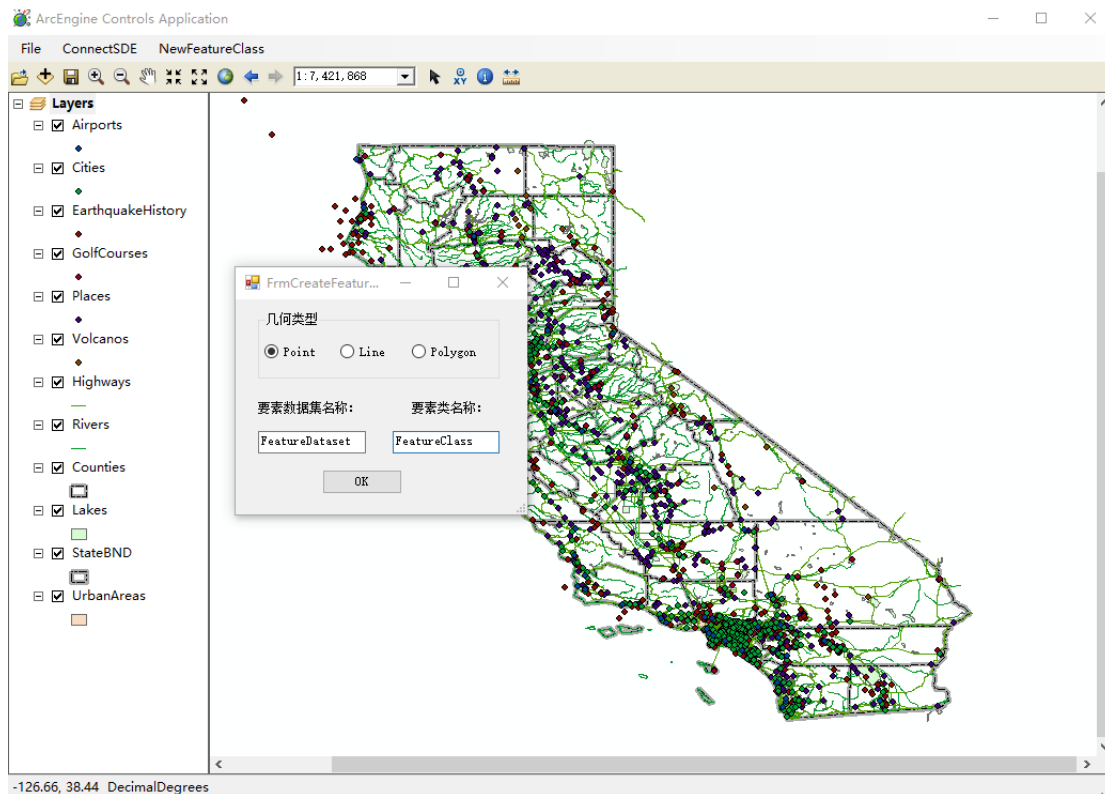 ArcEngine Controls Application
File ConnectSDE NewFeatureClass
1:7,421,868
XY
Layers
Airports
Cities
EarthquakeHistory
GolfCourses
Places
Volcanos
Highways
Rivers
Counties
Lakes
StateBND
UrbanAreas
FrmCreateFeatur...
几何类型
Point Line Polygon
要素数据集名称: 要素类名称:
FeatureDataset FeatureClass
OK
-126.66, 38.44 DecimalDegrees